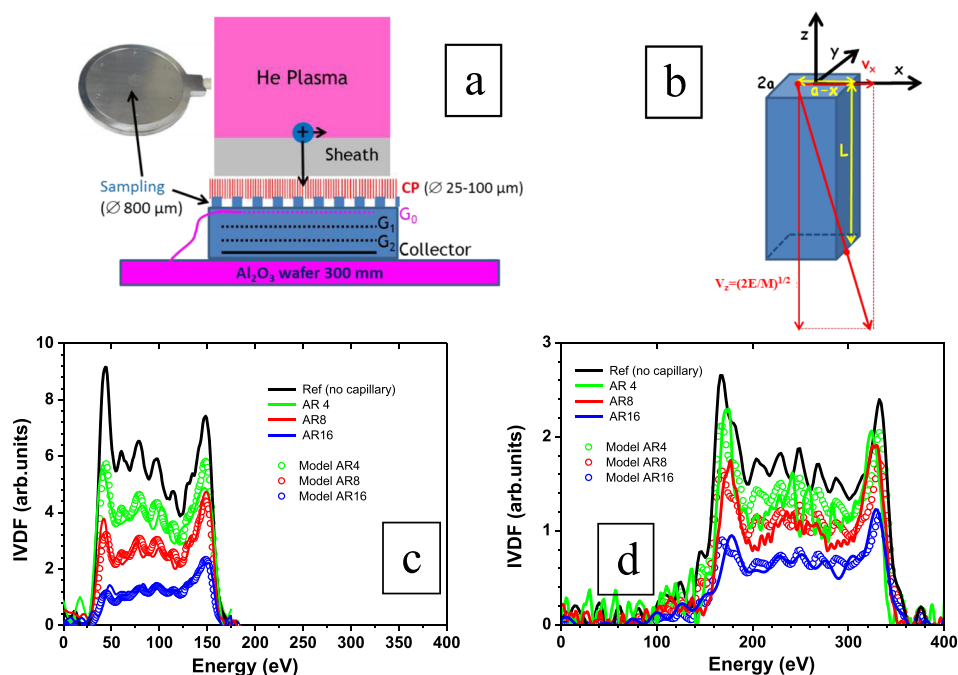 a
He Plasma
+
Sheath
Sampling
(∅ 800 µm)
CP (∅ 25-100 µm)
G₀
G₁
G₂
Collector
Al₂O₃ wafer 300 mm
b
z
y
vₓ
x
2a
a-x
L
V_z=(2E/M)^1/2
10
8
6
4
2
0
IVDF (arb.units)
Ref (no capillary)
AR 4
AR8
AR16
Model AR4
Model AR8
Model AR16
c
0 50 100 150 200 250 300 350 400
Energy (eV)
3
2
1
0
IVDF (arb.units)
Ref (no capillary)
AR 4
AR8
AR16
Model AR4
Model AR8
Model AR16
d
0 100 200 300 400
Energy (eV)